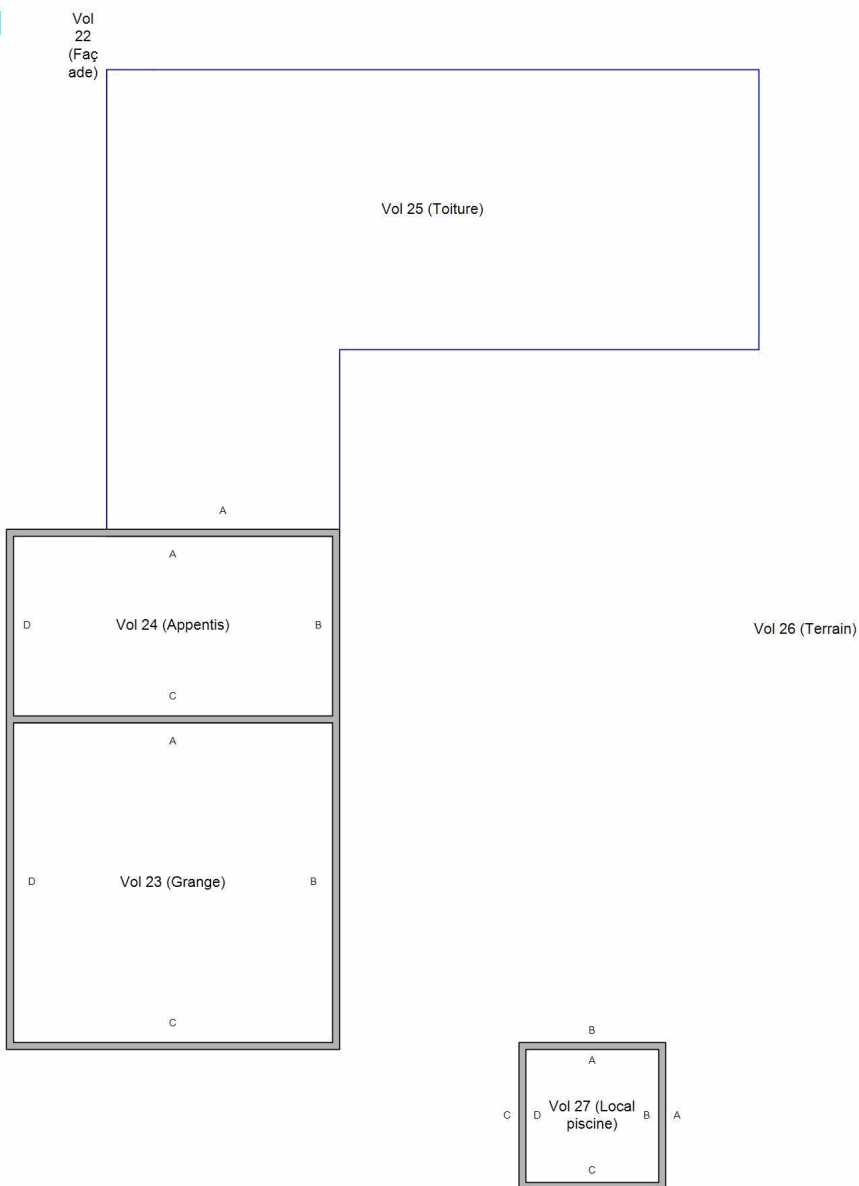 Vol
22
(Faç
ade)
Vol 25 (Toiture)
A
A
D
Vol 24 (Appentis)
B
Vol 26 (Terrain)
C
A
D
Vol 23 (Grange)
B
C
B
A
C
D
Vol 27 (Local
piscine)
B
A
C